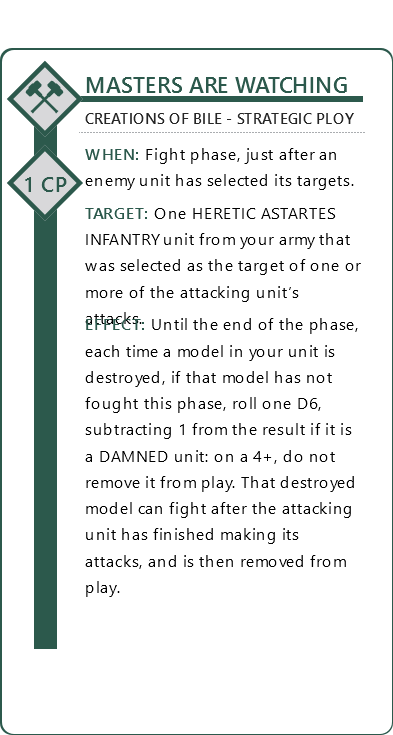 MASTERS ARE WATCHING
CREATIONS OF BILE - STRATEGIC PLOY
1 CP
WHEN: Fight phase, just after an
enemy unit has selected its targets.
TARGET: One HERETIC ASTARTES
INFANTRY unit from your army that
was selected as the target of one or
more of the attacking unit’s
attacks.
EFFECT: Until the end of the phase,
each time a model in your unit is
destroyed, if that model has not
fought this phase, roll one D6,
subtracting 1 from the result if it is
a DAMNED unit: on a 4+, do not
remove it from play. That destroyed
model can fight after the attacking
unit has finished making its
attacks, and is then removed from
play.